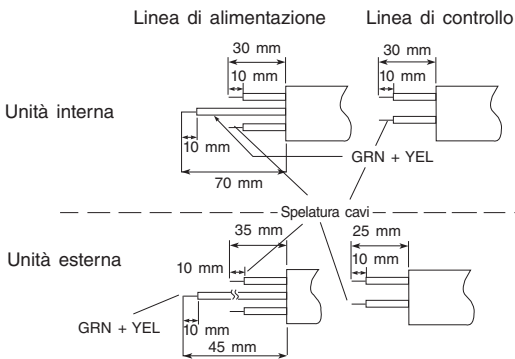 Linea di alimentazione
Linea di controllo
30 mm
30 mm
10 mm
10 mm
Unità interna
10 mm
GRN + YEL
70 mm
Spelatura cavi
35 mm
25 mm
Unità esterna
10 mm
10 mm
GRN + YEL
10 mm
45 mm